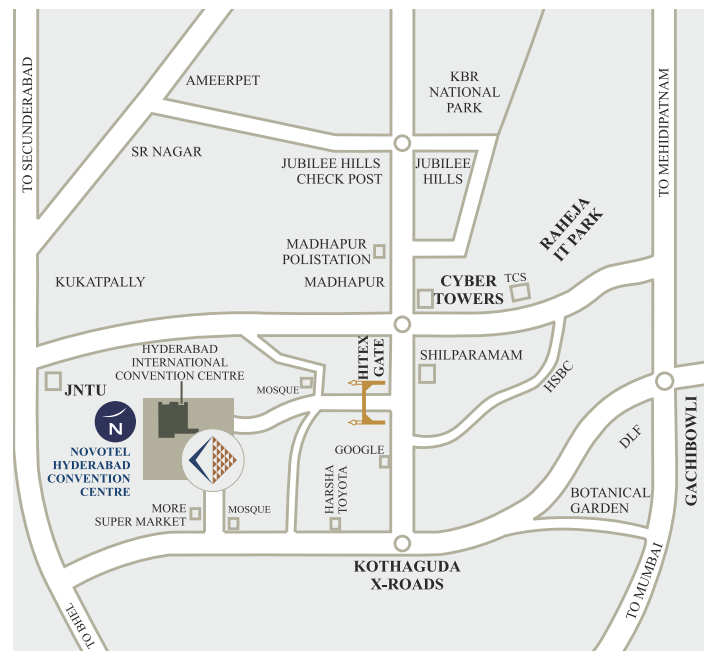 AMEERPET
KBR
NATIONAL
PARK
TO SECUNDERABAD
TO MEHIDIPATNAM
SR NAGAR
JUBILEE HILLS
CHECK POST
JUBILEE
HILLS
RAHEJA
IT PARK
MADHAPUR
POLISTATION
KUKATPALLY
MADHAPUR
CYBER
TOWERS
TCS
HYDERABAD
INTERNATIONAL
CONVENTION CENTRE
HITEX
GATE
SHILPARAMAM
JNTU
MOSQUE
HSBC
N
NOVOTEL
HYDERABAD
CONVENTION
CENTRE
GOOGLE
DLF
GACHIBOWLI
HARSHA
TOYOTA
BOTANICAL
GARDEN
MORE
SUPER MARKET
MOSQUE
KOTHAGUDA
X-ROADS
TO MUMBAI
TO BHEL